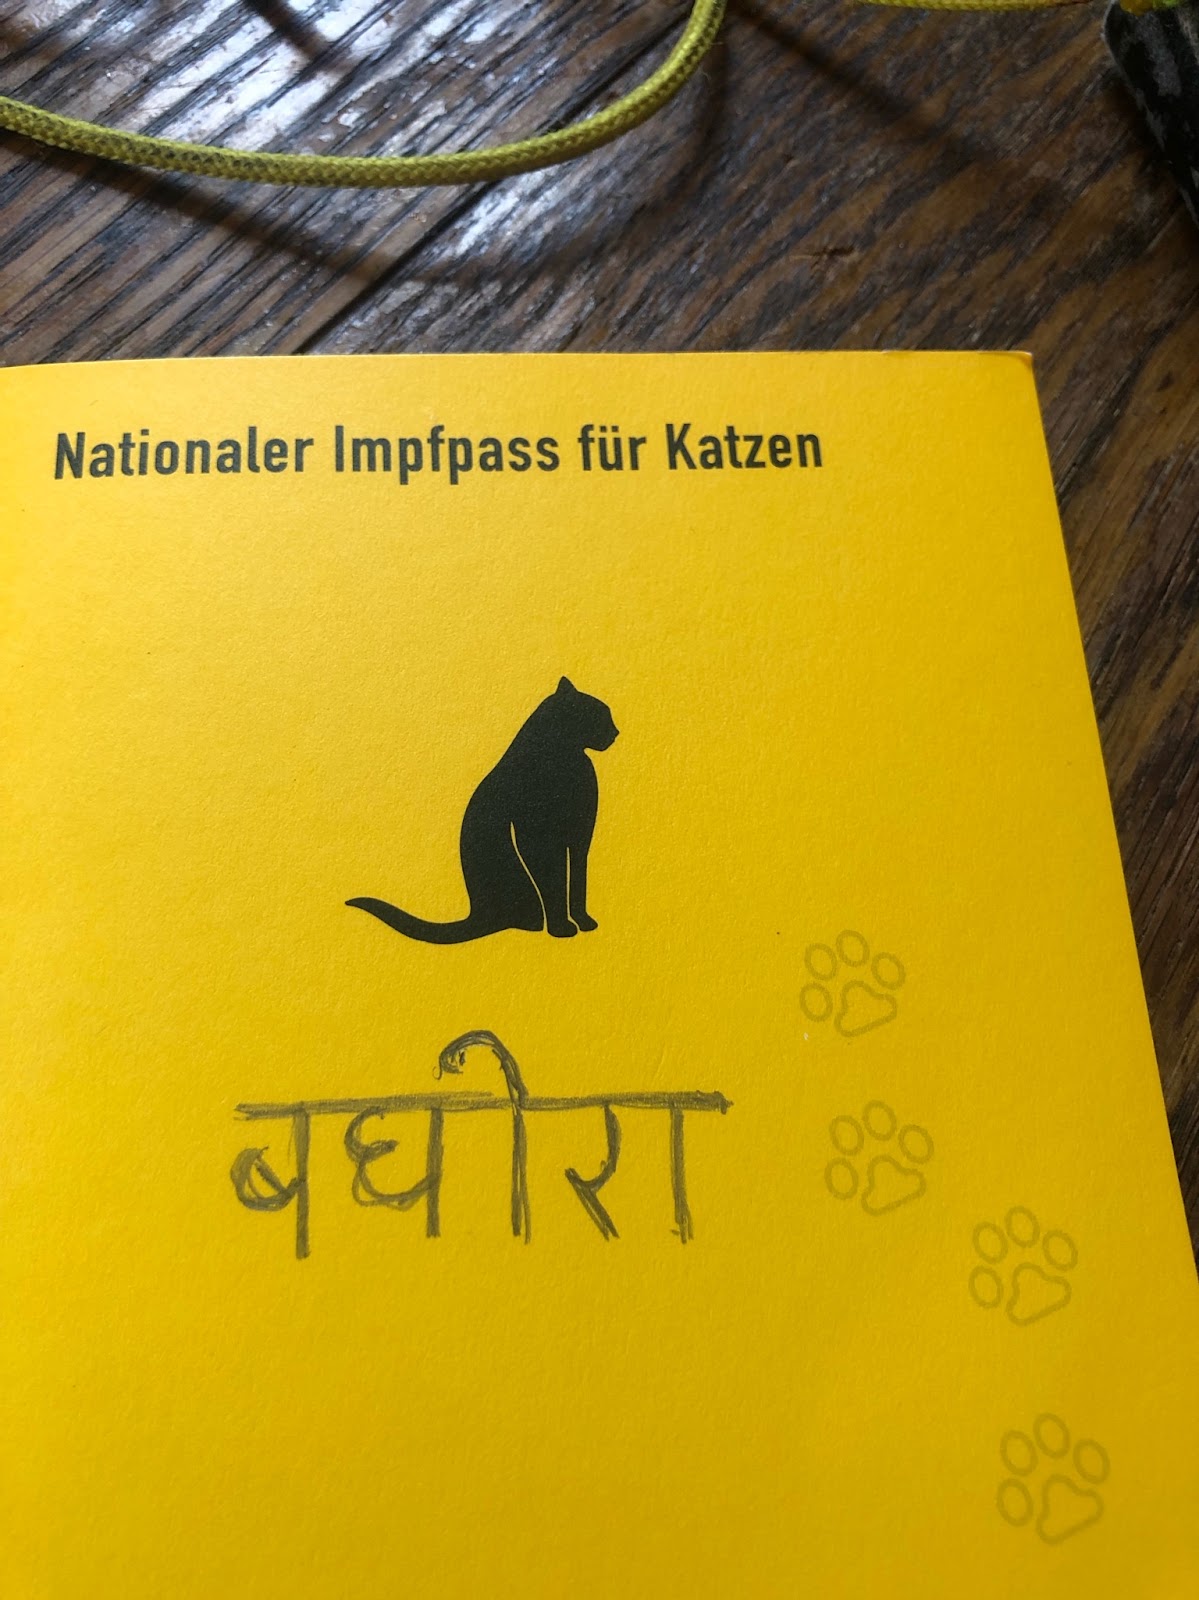 Nationaler Impfpass für Katzen
बघीरा